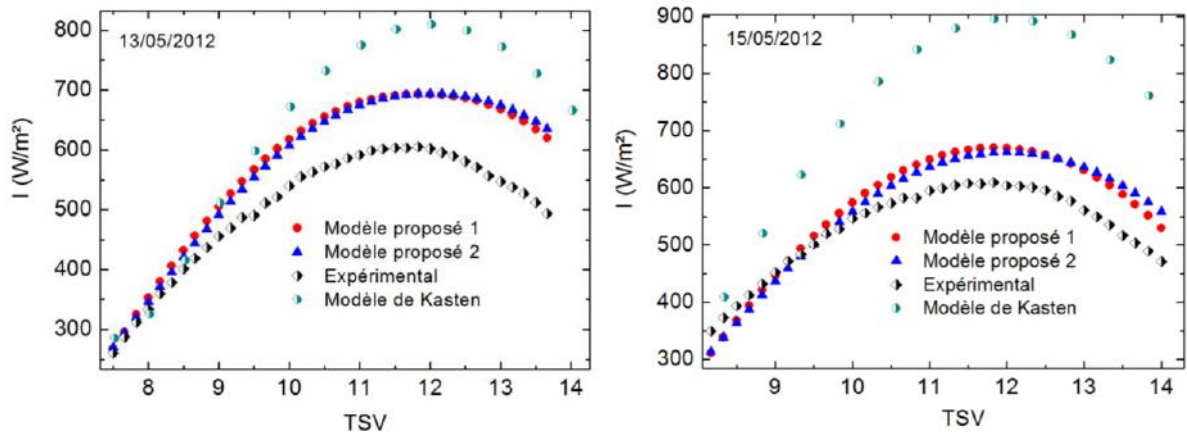 13/05/2012
I (W/m²)
800
700
600
500
400
300
Modèle proposé 1
Modèle proposé 2
Expérimental
Modèle de Kasten
8 9 10 11 12 13 14
TSV
15/05/2012
I (W/m²)
900
800
700
600
500
400
300
Modèle proposé 1
Modèle proposé 2
Expérimental
Modèle de Kasten
9 10 11 12 13 14
TSV